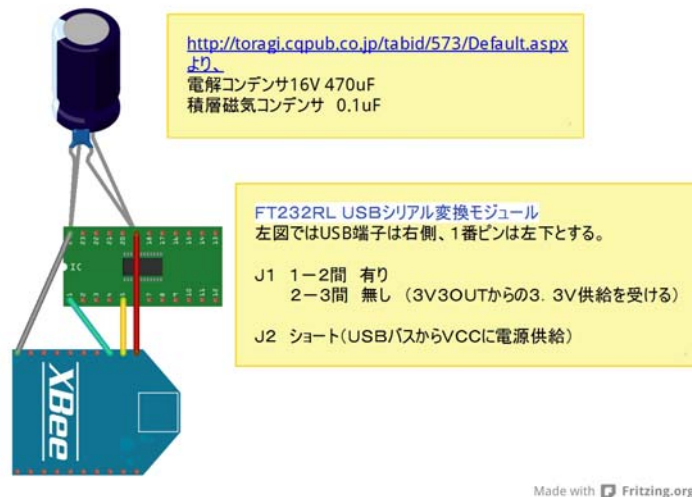 http://toragi.cqpub.co.jp/tabid/573/Default.aspx
より、
電解コンデンサ16V 470uF
積層磁気コンデンサ 0.1uF
FT232RL USBシリアル変換モジュール
左図ではUSB端子は右側、1番ピンは左下とする。
J1 1-2間 有り
2-3間 無し (3V3OUTからの3.3V供給を受ける)
J2 ショート(USBバスからVCCに電源供給)
IC
XBee
Made with Fritzing.org